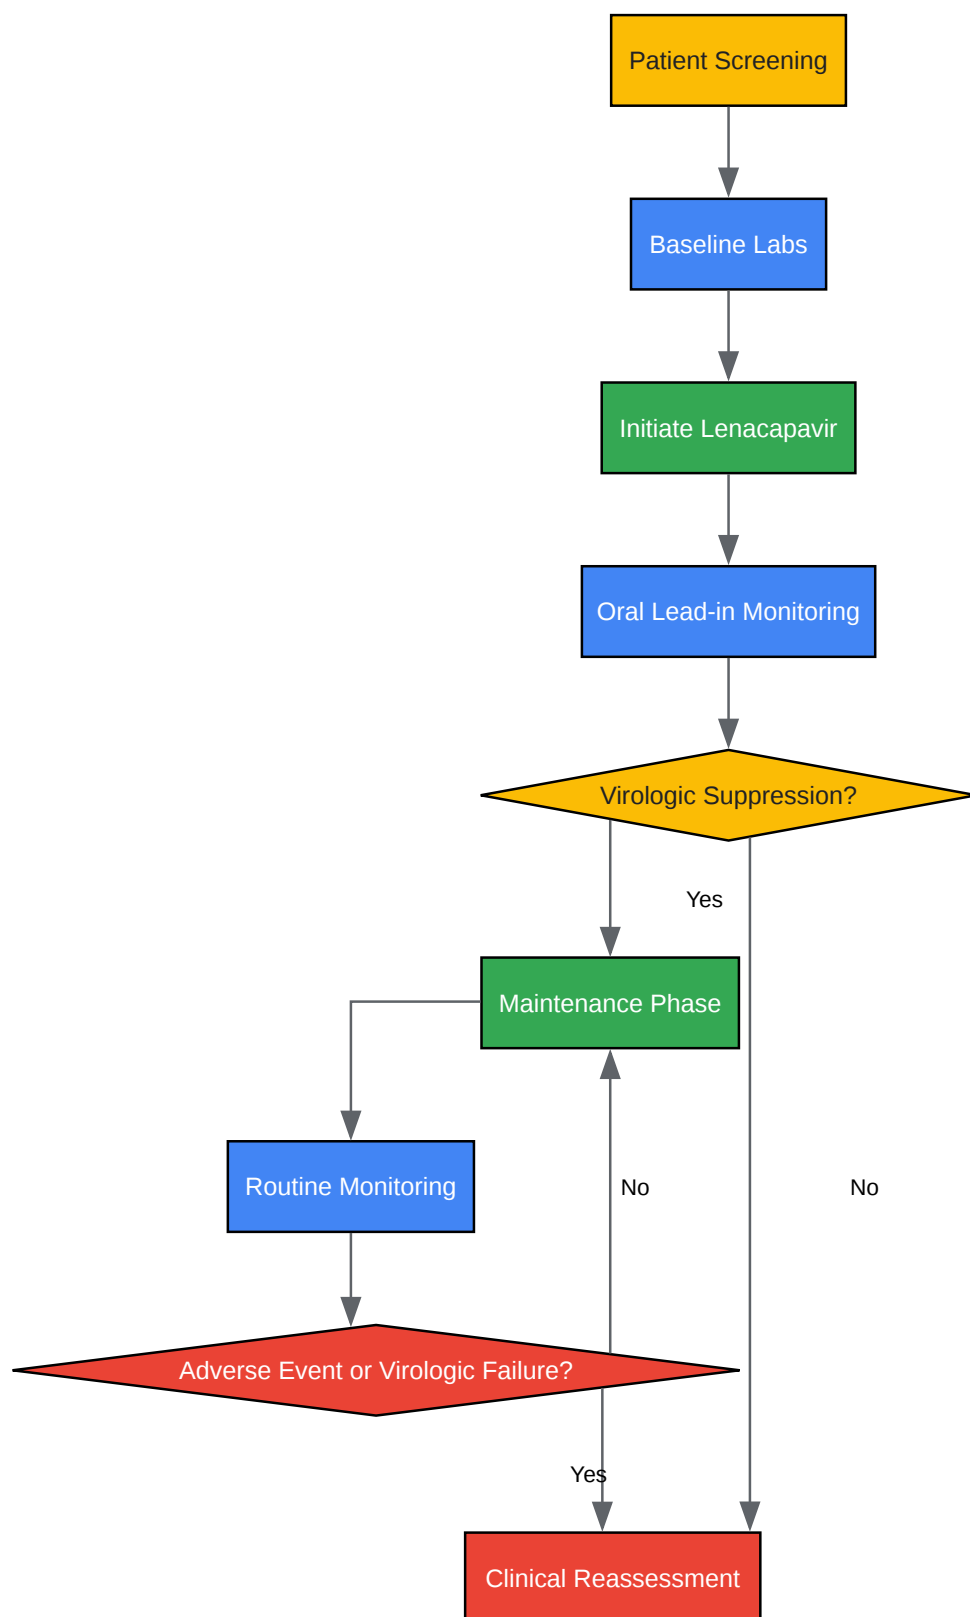 Patient Screening
Baseline Labs
Initiate Lenacapavir
Oral Lead-in Monitoring
Virologic Suppression?
Yes
Maintenance Phase
Routine Monitoring
No
No
Adverse Event or Virologic Failure?
Yes
Clinical Reassessment